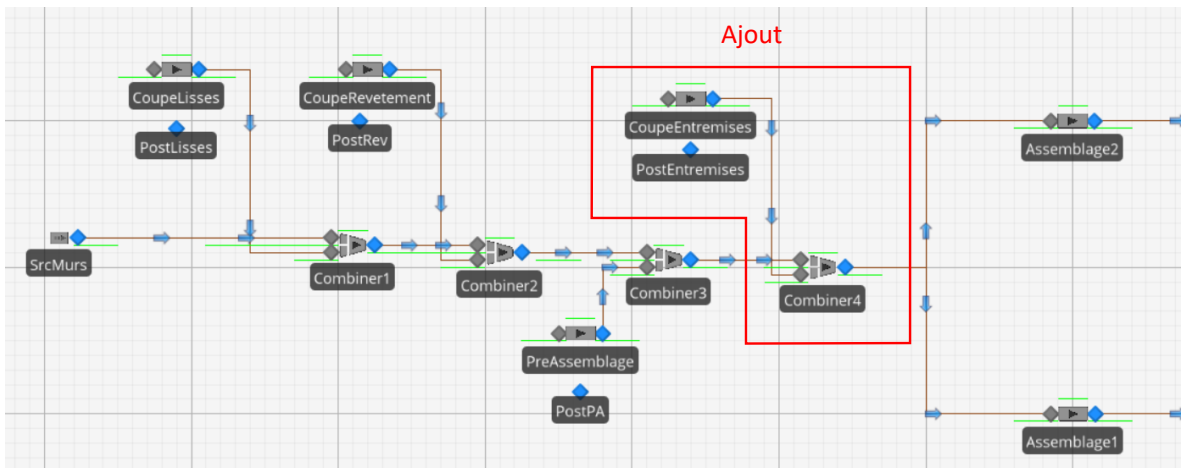 Ajout
CoupeLisses
CoupeRevetement
CoupeEntremises
PostLisses
PostRev
PostEntremises
Assemblage2
SrcMurs
Combiner1
Combiner2
Combiner3
Combiner4
PreAssemblage
PostPA
Assemblage1